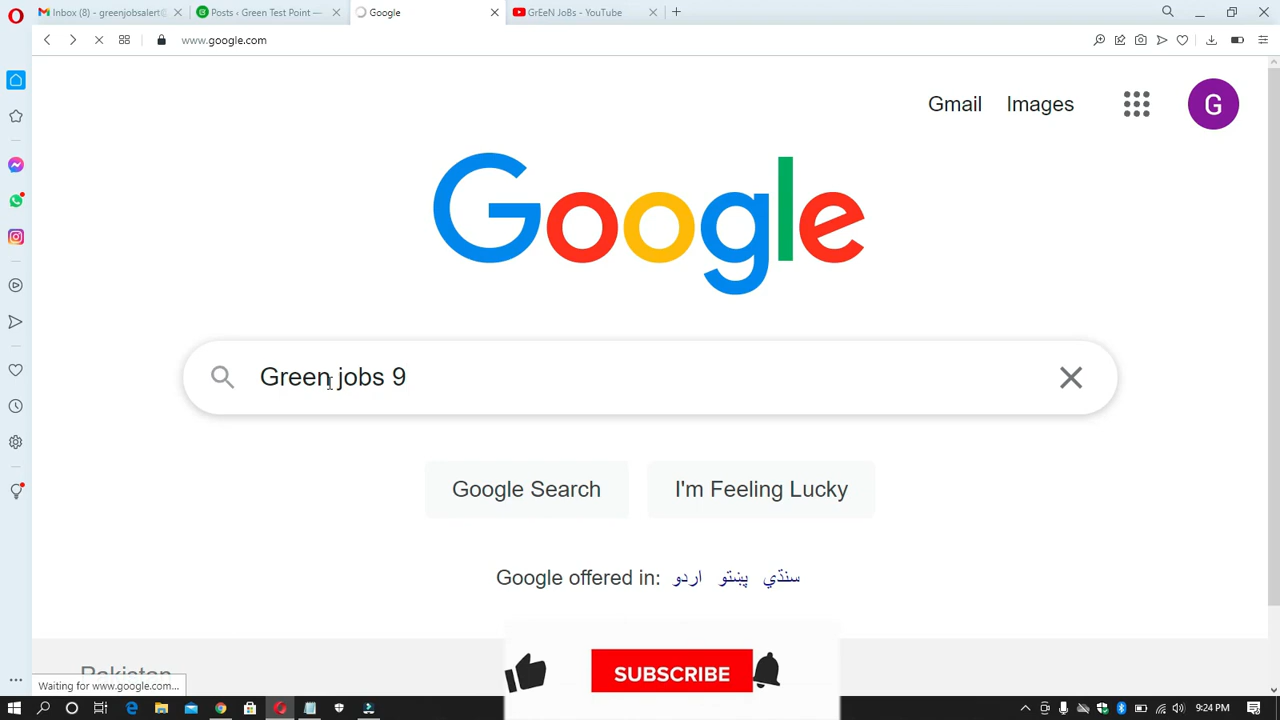 Inbox (8) - greenjobsalert@
Posts ‹ Green Test Point —
Google
GrEeN JoBs - YouTube
www.google.com
Gmail
Images
G
Google
Green jobs 9
Google Search
I'm Feeling Lucky
Google offered in: اردو پښتو سنڌي
Pakistan
SUBSCRIBE
Waiting for www.google.com...
9:24 PM